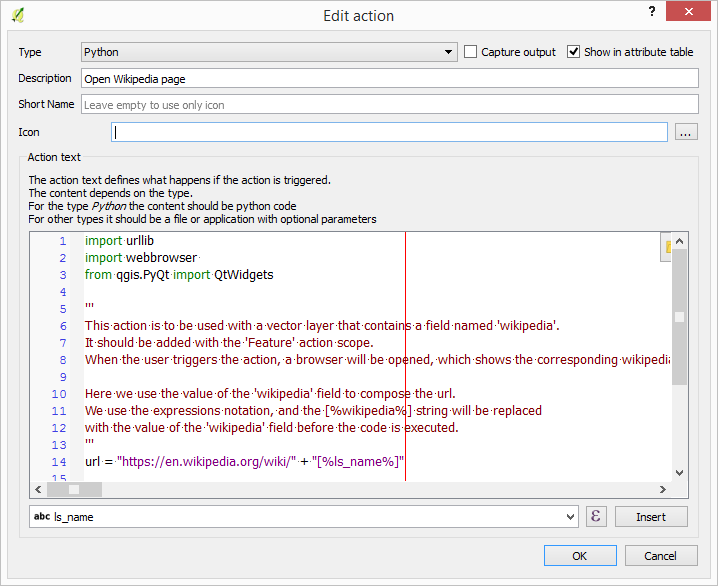 Edit action
?
Type Python Capture output Show in attribute table
Description Open Wikipedia page
Short Name Leave empty to use only icon
Icon ...
Action text
The action text defines what happens if the action is triggered.
The content depends on the type.
For the type Python the content should be python code
For other types it should be a file or application with optional parameters
1 import urllib
2 import webbrowser
3 from qgis.PyQt import QtWidgets
4
5 '''
6 This action is to be used with a vector layer that contains a field named 'wikipedia'.
7 It should be added with the 'Feature' action scope.
8 When the user triggers the action, a browser will be opened, which shows the corresponding wikipedia
9
10 Here we use the value of the 'wikipedia' field to compose the url.
11 We use the expressions notation, and the [%wikipedia%] string will be replaced
12 with the value of the 'wikipedia' field before the code is executed.
13 '''
14 url = "https://en.wikipedia.org/wiki/" + "[%ls_name%]"
15
abc ls_name ε Insert
OK Cancel